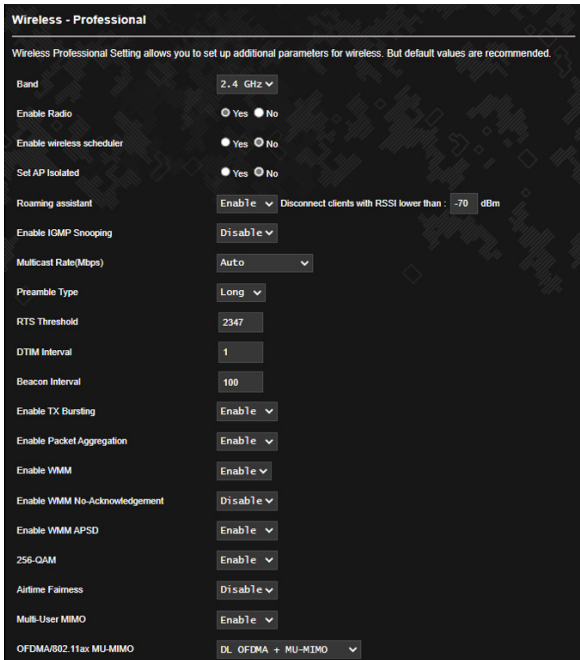 Wireless - Professional
Wireless Professional Setting allows you to set up additional parameters for wireless. But default values are recommended.
Band 2.4 GHz
Enable Radio Yes No
Enable wireless scheduler Yes No
Set AP Isolated Yes No
Roaming assistant Enable Disconnect clients with RSSI lower than : -70 dBm
Enable IGMP Snooping Disable
Multicast Rate(Mbps) Auto
Preamble Type Long
RTS Threshold 2347
DTIM Interval 1
Beacon Interval 100
Enable TX Bursting Enable
Enable Packet Aggregation Enable
Enable WMM Enable
Enable WMM No-Acknowledgement Disable
Enable WMM APSD Enable
256-QAM Enable
Airtime Fairness Disable
Multi-User MIMO Enable
OFDMA/802.11ax MU-MIMO DL OFDMA + MU-MIMO